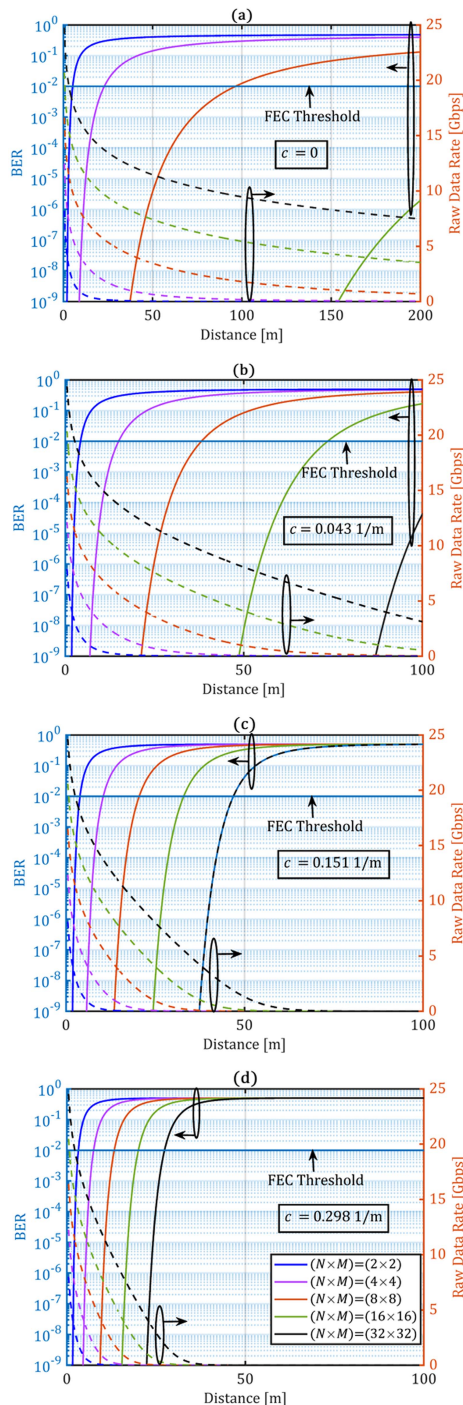 (a)
10⁰
10⁻¹
10⁻²
10⁻³
10⁻⁴
10⁻⁵
10⁻⁶
10⁻⁷
10⁻⁸
10⁻⁹
BER
FEC Threshold
c = 0
25
20
15
10
5
0
Raw Data Rate [Gbps]
0
50
100
150
200
Distance [m]
(b)
10⁰
10⁻¹
10⁻²
10⁻³
10⁻⁴
10⁻⁵
10⁻⁶
10⁻⁷
10⁻⁸
10⁻⁹
BER
FEC Threshold
c = 0.043 1/m
25
20
15
10
5
0
Raw Data Rate [Gbps]
0
50
100
Distance [m]
(c)
10⁰
10⁻¹
10⁻²
10⁻³
10⁻⁴
10⁻⁵
10⁻⁶
10⁻⁷
10⁻⁸
10⁻⁹
BER
FEC Threshold
c = 0.151 1/m
25
20
15
10
5
0
Raw Data Rate [Gbps]
0
50
100
Distance [m]
(d)
10⁰
10⁻¹
10⁻²
10⁻³
10⁻⁴
10⁻⁵
10⁻⁶
10⁻⁷
10⁻⁸
10⁻⁹
BER
FEC Threshold
c = 0.298 1/m
(N×M)=(2×2)
(N×M)=(4×4)
(N×M)=(8×8)
(N×M)=(16×16)
(N×M)=(32×32)
25
20
15
10
5
0
Raw Data Rate [Gbps]
0
50
100
Distance [m]